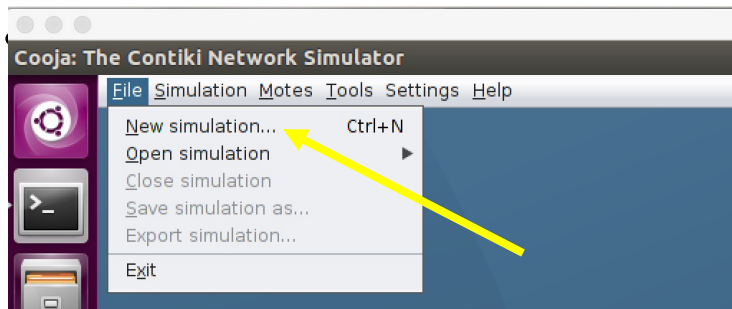 Cooja: The Contiki Network Simulator
File Simulation Motes Tools Settings Help
New simulation... Ctrl+N
Open simulation
Close simulation
Save simulation as...
Export simulation...
Exit